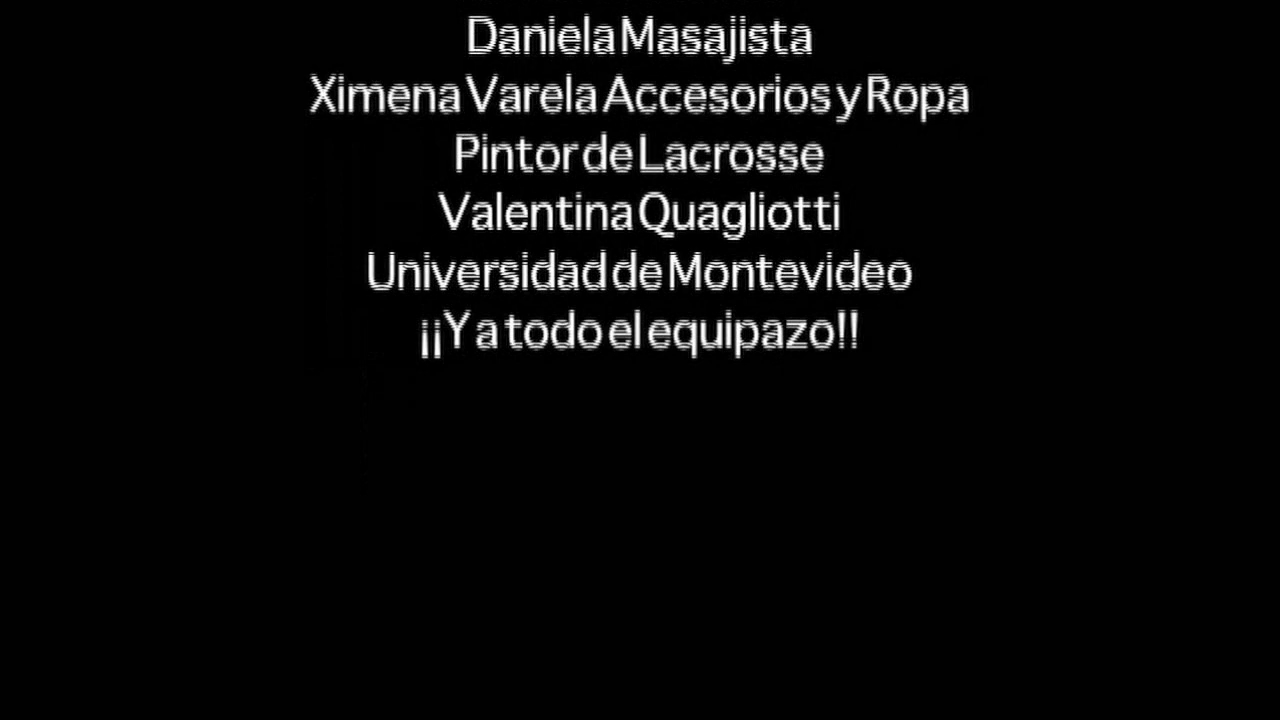 Daniela Masajista
Ximena Varela Accesorios y Ropa
Pintor de Lacrosse
Valentina Quagliotti
Universidad de Montevideo
¡¡Y a todo el equipazo!!